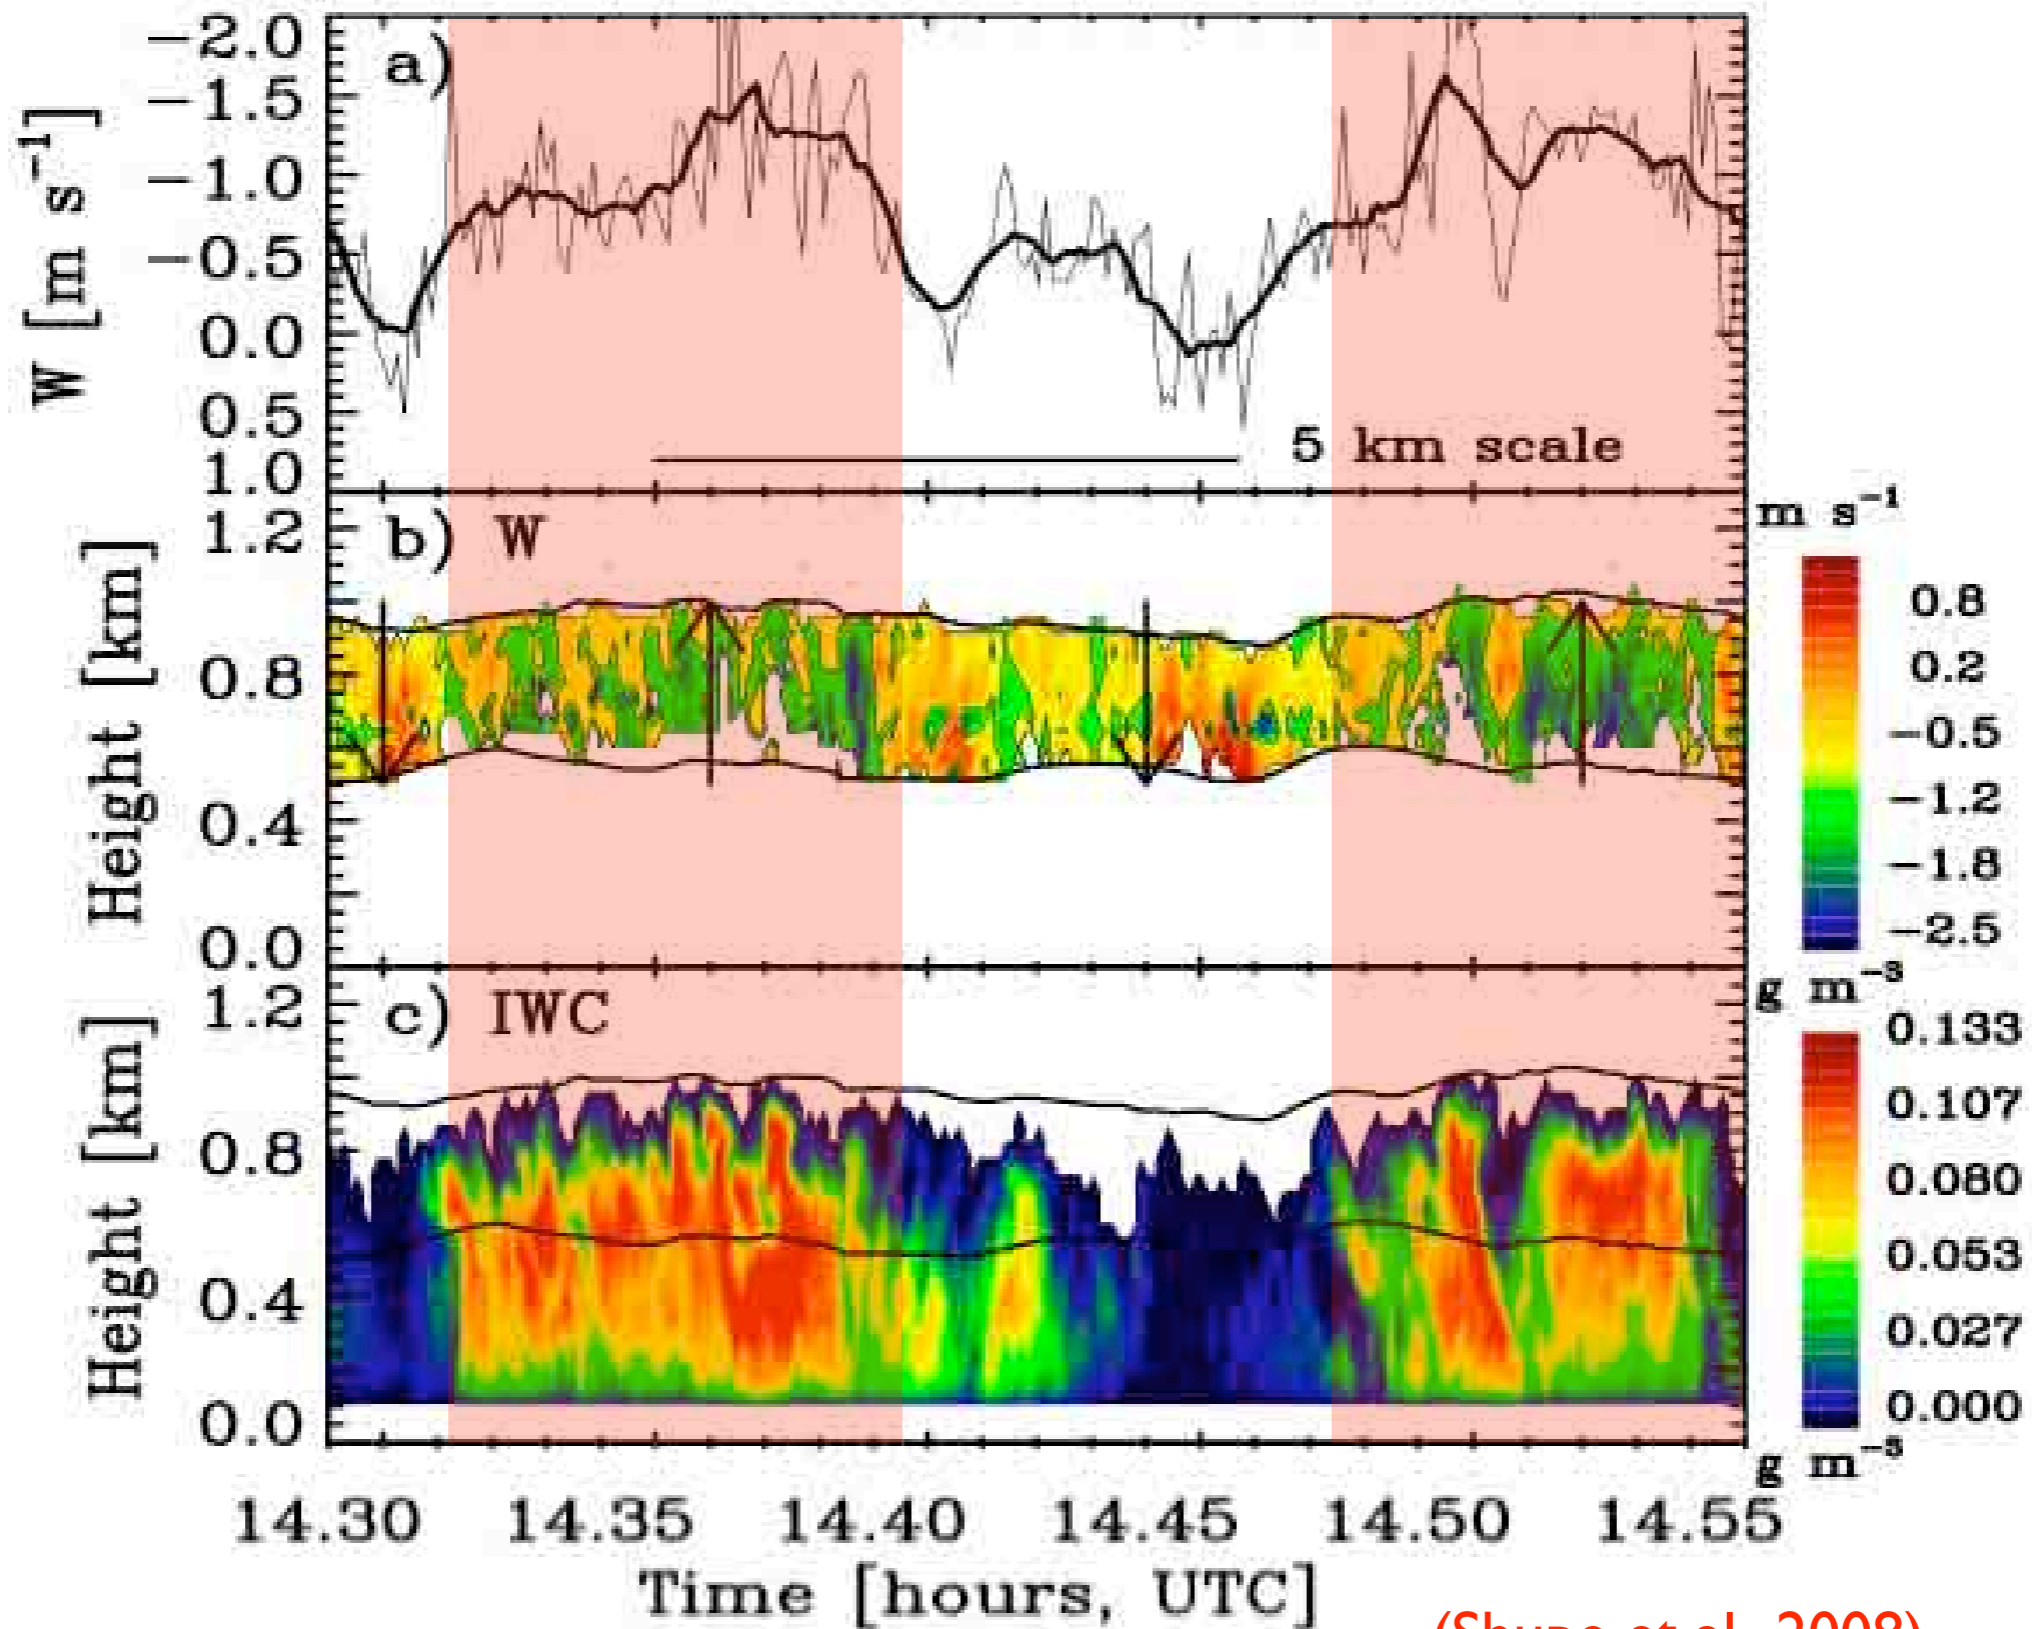 a)
W [m s⁻¹]
−2.0
−1.5
−1.0
−0.5
0.0
0.5
1.0
5 km scale
b) W
Height [km]
1.2
0.8
0.4
0.0
m s⁻¹
0.8
0.2
−0.5
−1.2
−1.8
−2.5
g m⁻³
c) IWC
Height [km]
1.2
0.8
0.4
0.0
0.133
0.107
0.080
0.053
0.027
0.000
g m⁻³
14.30 14.35 14.40 14.45 14.50 14.55
Time [hours, UTC]
(Shupe et al., 2008)